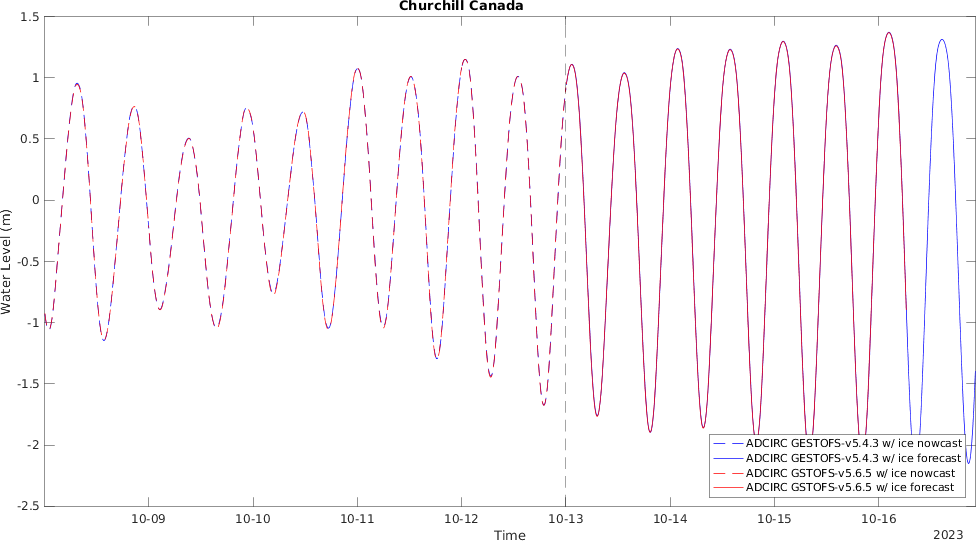 Churchill Canada
1.5
1
0.5
0
-0.5
-1
-1.5
-2
-2.5
Water Level (m)
10-09 10-10 10-11 10-12 10-13 10-14 10-15 10-16
Time
2023
ADCIRC GESTOFS-v5.4.3 w/ ice nowcast
ADCIRC GESTOFS-v5.4.3 w/ ice forecast
ADCIRC GSTOFS-v5.6.5 w/ ice nowcast
ADCIRC GSTOFS-v5.6.5 w/ ice forecast